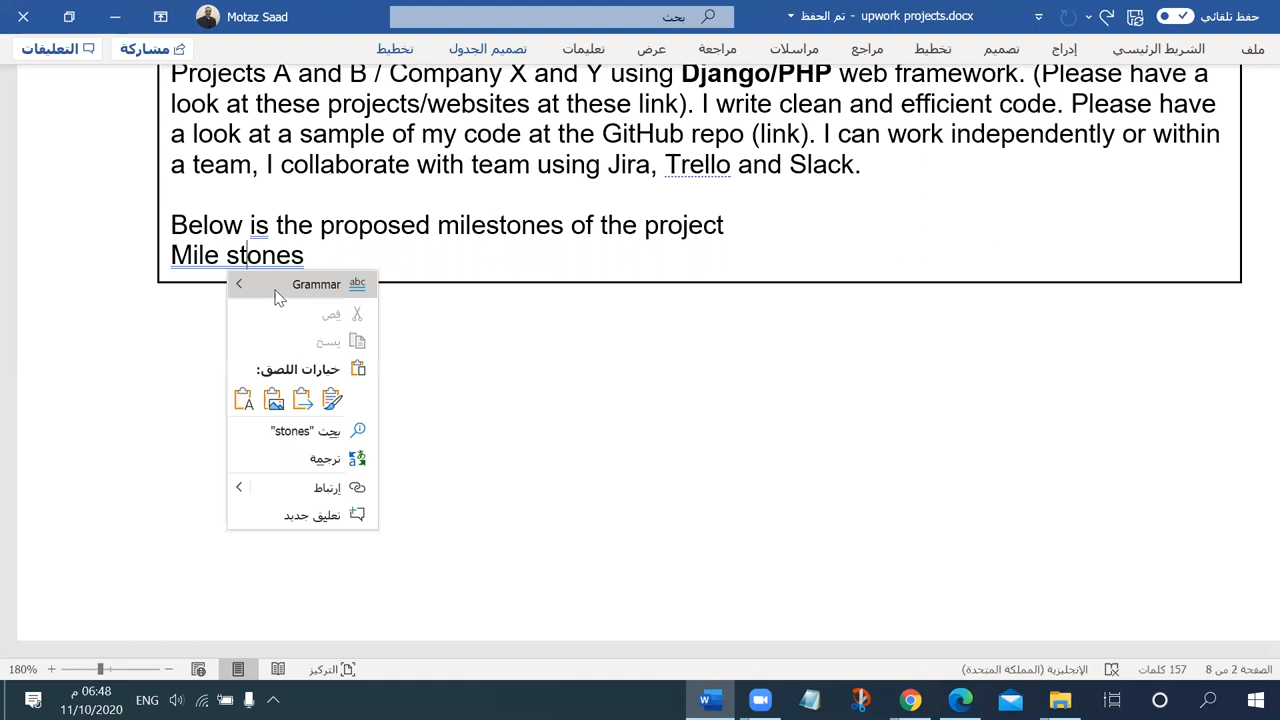 Motaz Saad
بحث
upwork projects.docx - تم الحفظ
حفظ تلقائي
ملف
الشريط الرئيسي
إدراج
تصميم
تخطيط
مراجع
مراسلات
مراجعة
عرض
تعليمات
تصميم الجدول
تخطيط
مشاركة
التعليقات
Projects A and B / Company X and Y using Django/PHP web framework. (Please have a
look at these projects/websites at these link). I write clean and efficient code. Please have
a look at a sample of my code at the GitHub repo (link). I can work independently or within
a team, I collaborate with team using Jira, Trello and Slack.
Below is the proposed milestones of the project
Mile stones
Grammar
قص
نسخ
خيارات اللصق:
بحث "stones"
ترجمة
إرتباط
تعليق جديد
الصفحة 2 من 8
157 كلمات
الإنجليزية (المملكة المتحدة)
التركيز
180%
06:48 م
11/10/2020
ENG